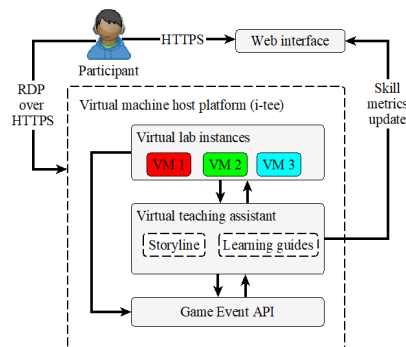 HTTPS
Web interface
Participant
RDP
over
HTTPS
Skill
metrics
update
Virtual machine host platform (i-tee)
Virtual lab instances
VM 1
VM 2
VM 3
Virtual teaching assistant
Storyline
Learning guides
Game Event API